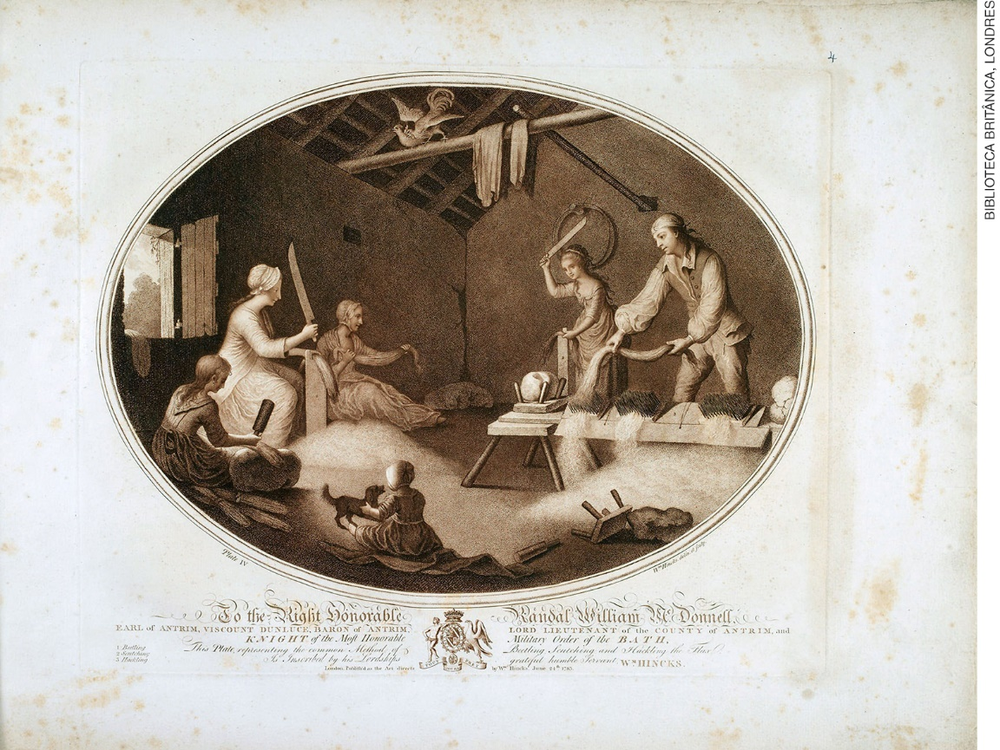 4
BIBLIOTECA BRITÂNICA, LONDRES
Plate IV
Wm Hincks delin. et sculp.
To the Right Honorable Randal William McDonnell,
EARL of ANTRIM, VISCOUNT DUNLUCE, BARON of ANTRIM, LORD LIEUTENANT of the COUNTY of ANTRIM, and
KNIGHT of the Most Honorable Military Order of the BATH,
This Plate, representing the common Method of Beetling Scutching and Hackling the Flax
Is Inscribed by his Lordships grateful humble Servant Wm HINCKS.
1 Beetling
2 Scutching
3 Hackling
London, Publish'd as the Act directs by Wm Hincks June 24th 1783.